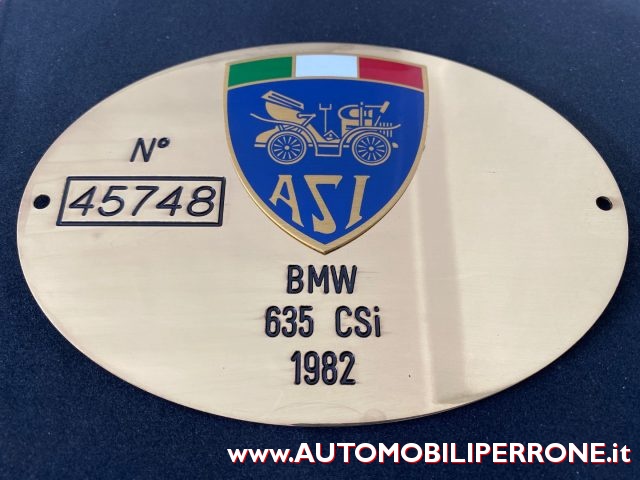 ASI
N°
45748
BMW
635 CSi
1982
www.AUTOMOBILIPERRONE.it